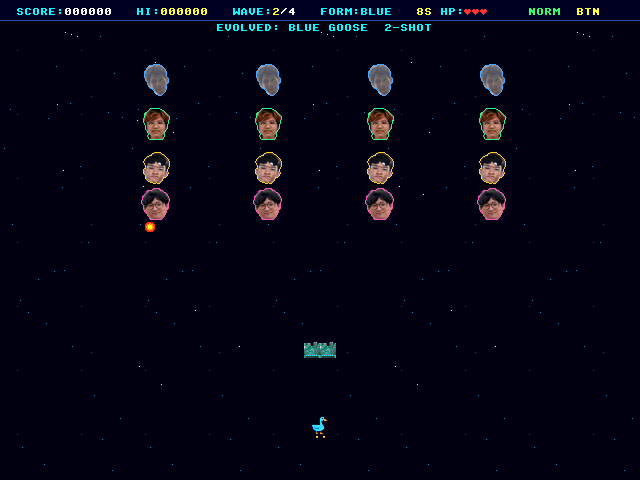 SCORE:000000 HI:000000 WAVE:2/4 FORM:BLUE 8S HP:♥♥♥ NORM BTN
EVOLVED: BLUE GOOSE 2-SHOT